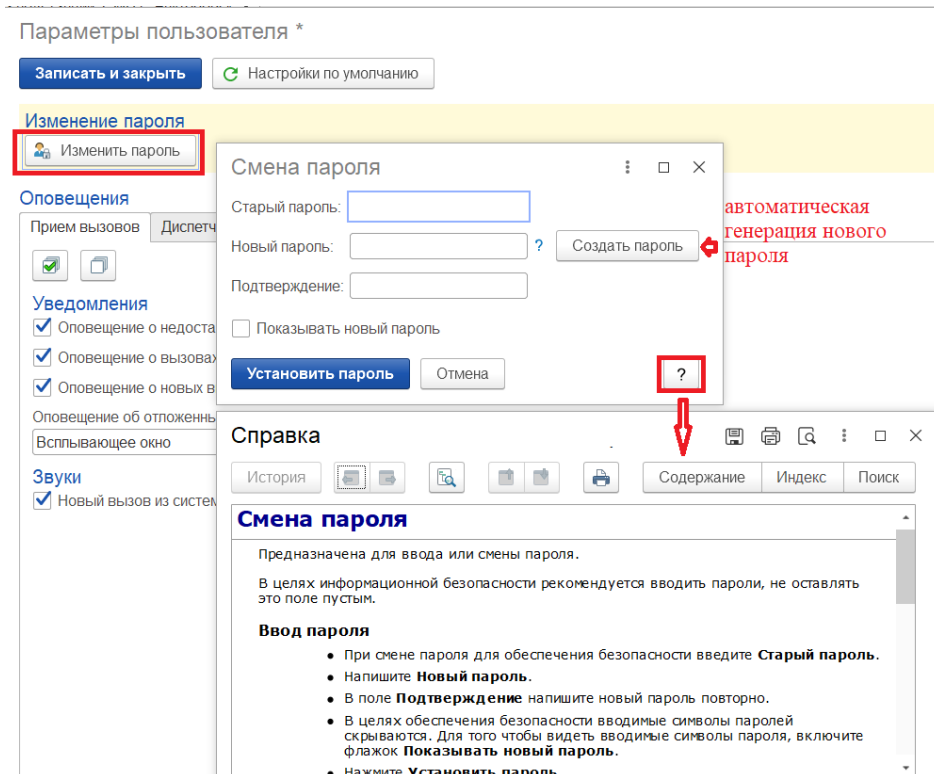 Параметры пользователя *
Записать и закрыть
Настройки по умолчанию
Изменение пароля
Изменить пароль
Оповещения
Прием вызовов
Уведомления
Оповещение о
Оповещение о вызовах
Оповещение о новых
Оповещение об
Всплывающее окно
Звуки
Новый вызов из
Смена пароля
Старый пароль:
Новый пароль:
?
Создать пароль
Подтверждение:
Показывать новый пароль
Установить пароль
Отмена
?
автоматическая
генерация нового
пароля
Справка
История
Содержание
Индекс
Поиск
Смена пароля
Предназначена для ввода или смены пароля.
В целях информационной безопасности рекомендуется вводить пароли, не оставлять
это поле пустым.
Ввод пароля
● При смене пароля для обеспечения безопасности введите Старый пароль.
● Напишите Новый пароль.
● В поле Подтверждение напишите новый пароль повторно.
● В целях обеспечения безопасности вводимые символы паролей
скрываются. Для того чтобы видеть вводимые символы пароля, включите
флажок Показывать новый пароль.
● Нажмите Установить пароль